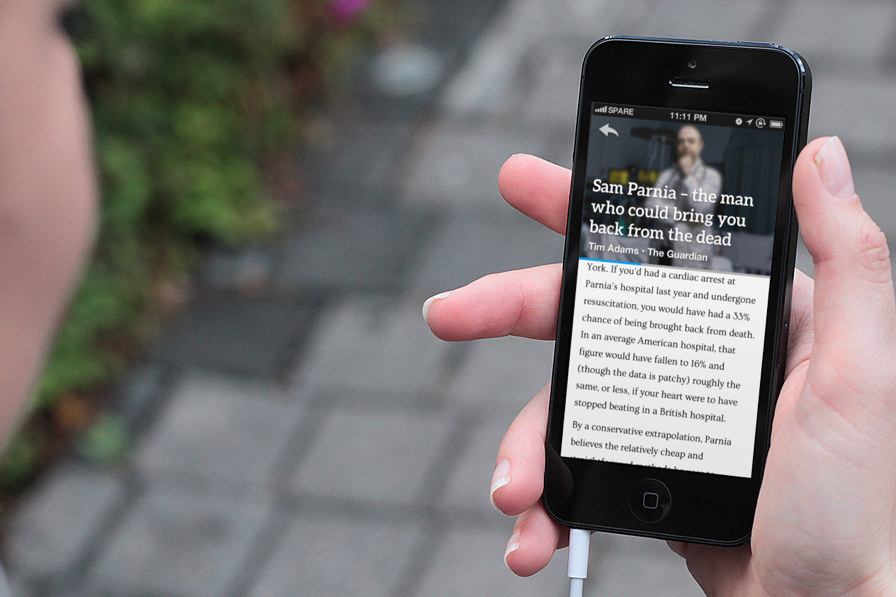 SPARE 11:11 PM
Sam Parnia – the man
who could bring you
back from the dead
Tim Adams • The Guardian
York. If you'd had a cardiac arrest at
Parnia's hospital last year and undergone
resuscitation, you would have had a 33%
chance of being brought back from death.
In an average American hospital, that
figure would have fallen to 16% and
(though the data is patchy) roughly the
same, or less, if your heart were to have
stopped beating in a British hospital.
By a conservative extrapolation, Parnia
believes the relatively cheap and